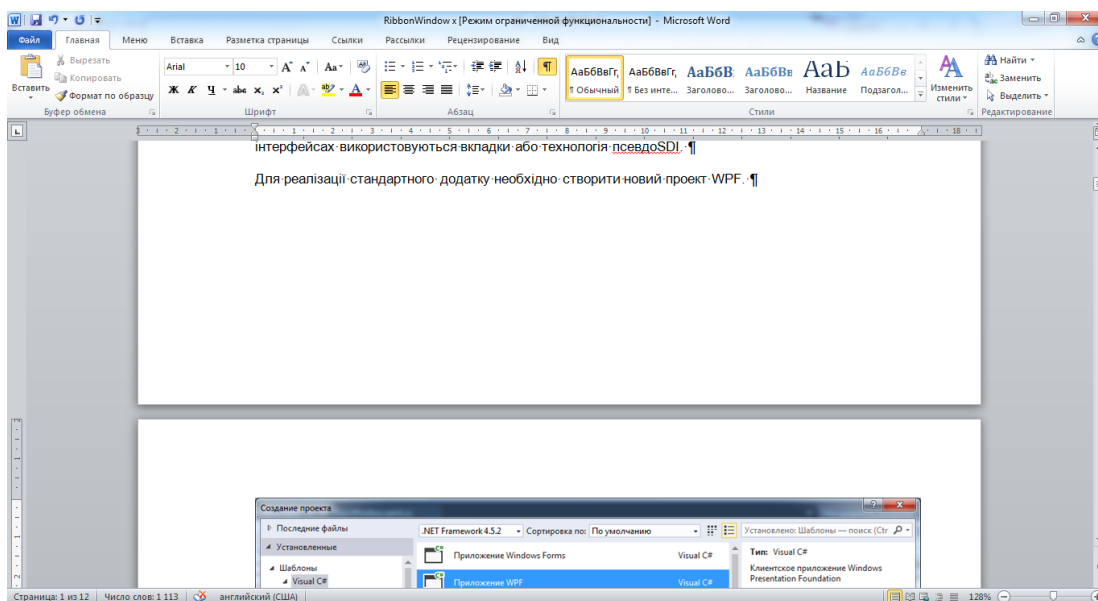 RibbonWindow x [Режим ограниченной функциональности] - Microsoft Word
Файл Главная Меню Вставка Разметка страницы Ссылки Рассылки Рецензирование Вид
Вставить
Вырезать
Копировать
Формат по образцу
Буфер обмена
Arial 10
Ж К Ч abc x₂ x²
Шрифт
Абзац
АаБбВвГг, АаБбВвГг, АаБбВ АаБбВв АаБ АаБбВв
¶ Обычный ¶ Без инте... Заголово... Заголово... Название Подзагол...
Изменить стили
Стили
Найти
Заменить
Выделить
Редактирование
інтерфейсах·використовуються·вкладки·або·технологія·псевдоSDI.·¶
Для·реалізації·стандартного·додатку·необхідно·створити·новий·проект·WPF.·¶
Создание проекта
Последние файлы
.NET Framework 4.5.2 Сортировка по: По умолчанию
Установлено: Шаблоны — поиск (Ctr
Установленные
Шаблоны
Visual C#
Приложение Windows Forms Visual C#
Приложение WPF Visual C#
Тип: Visual C#
Клиентское приложение Windows
Presentation Foundation
Страница: 1 из 12 Число слов: 1 113 английский (США) 128%